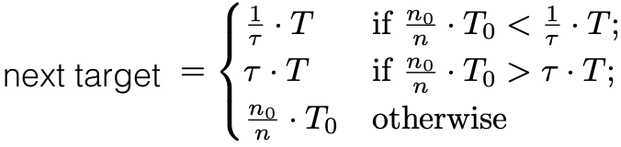 1/τ · T if n₀/n · T₀ < 1/τ · T;
next target = { τ · T if n₀/n · T₀ > τ · T;
n₀/n · T₀ otherwise